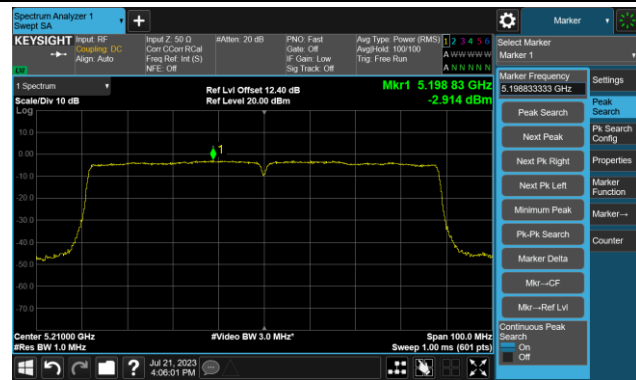 Spectrum Analyzer 1
Swept SA
Marker
KEYSIGHT
Input: RF
Coupling: DC
Align: Auto
Input Z: 50 Ω
Corr CCorr RCal
Freq Ref: Int (S)
NFE: Off
#Atten: 20 dB
PNO: Fast
Gate: Off
IF Gain: Low
Sig Track: Off
Avg Type: Power (RMS)
Avg|Hold: 100/100
Trig: Free Run
1 2 3 4 5 6
A W W W W W
A N N N N N
Select Marker
Marker 1
1 Spectrum
Scale/Div 10 dB
Log
Ref Lvl Offset 12.40 dB
Ref Level 20.00 dBm
Mkr1 5.198 83 GHz
-2.914 dBm
10.0
0.00
-10.0
-20.0
-30.0
-40.0
-50.0
-60.0
-70.0
1
Center 5.21000 GHz
#Res BW 1.0 MHz
#Video BW 3.0 MHz*
Span 100.0 MHz
Sweep 1.00 ms (601 pts)
Marker Frequency
5.198833333 GHz
Peak Search
Next Peak
Next Pk Right
Next Pk Left
Minimum Peak
Pk-Pk Search
Marker Delta
Mkr→CF
Mkr→Ref Lvl
Continuous Peak
Search
On
Off
Settings
Peak
Search
Pk Search
Config
Properties
Marker
Function
Marker→
Counter
Jul 21, 2023
4:06:01 PM